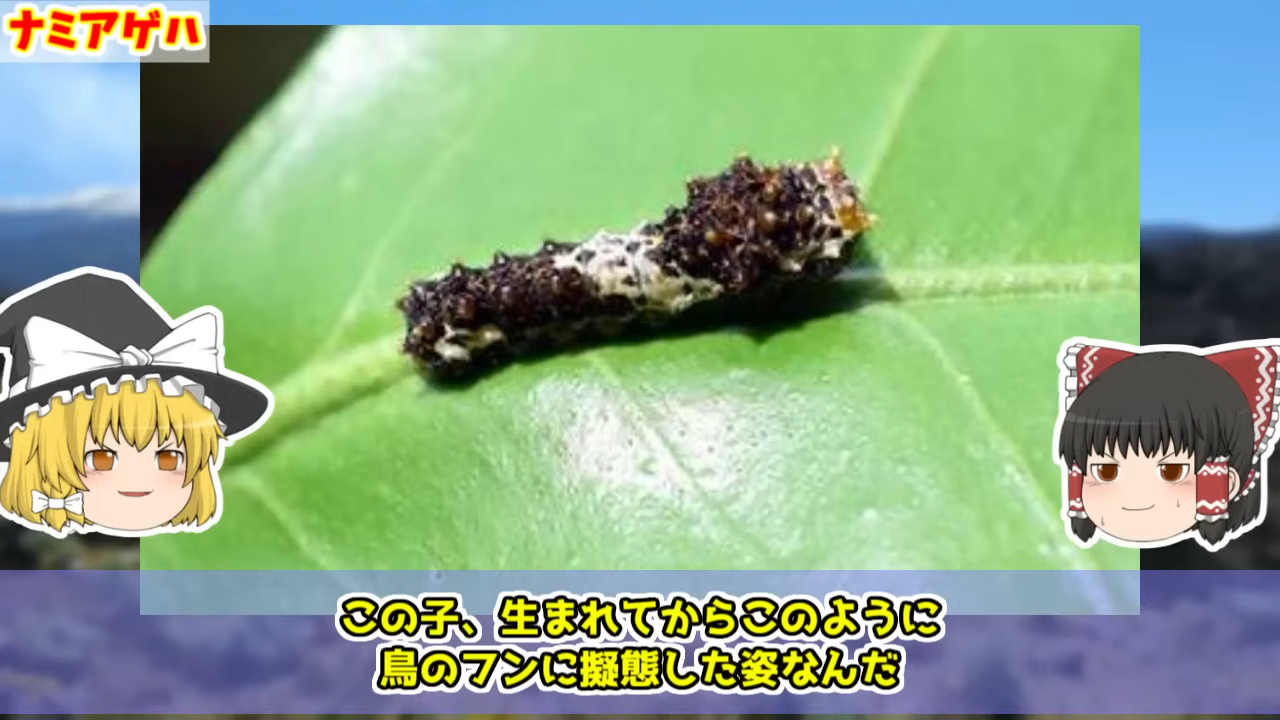 ナミアゲハ
この子、生まれてからこのように
鳥のフンに擬態した姿なんだ